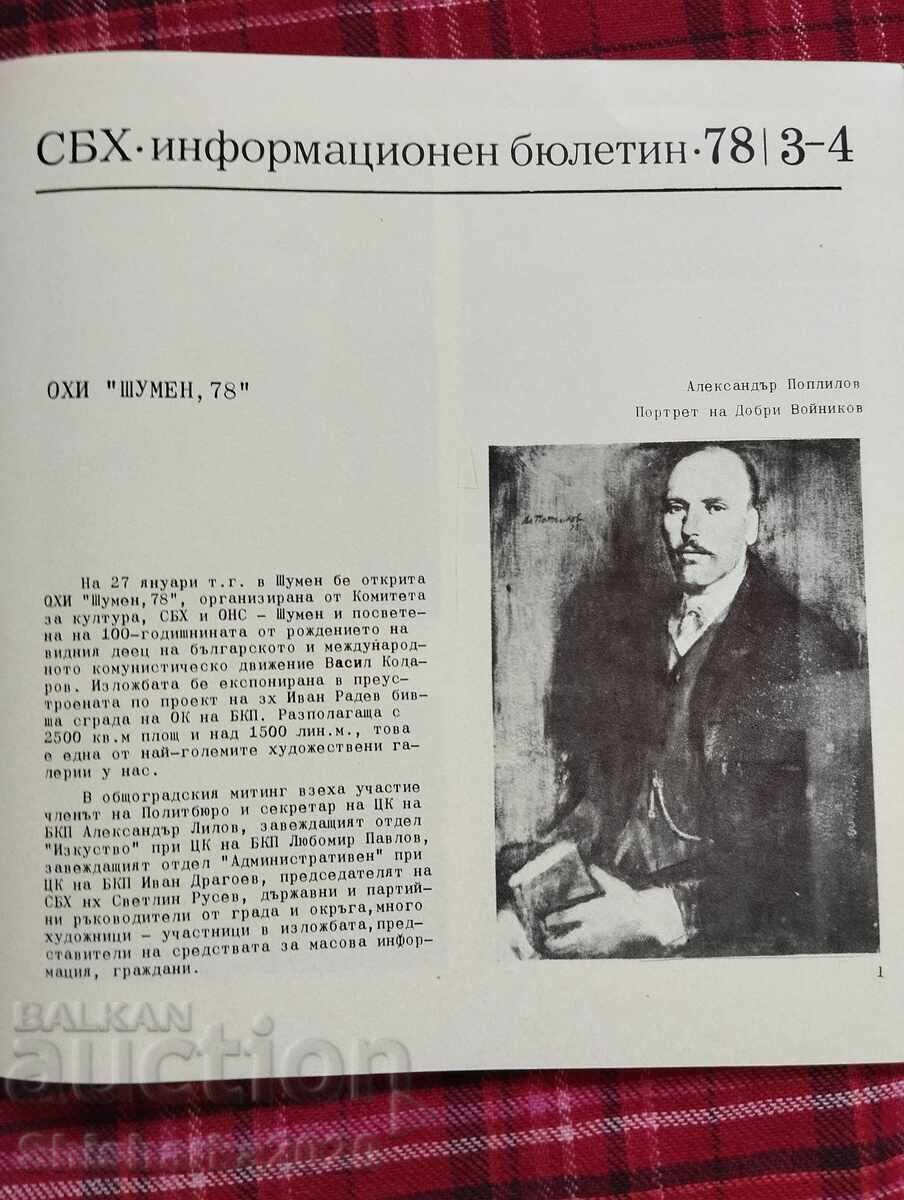 СБХ·информационен бюлетин·78|3-4
ОХИ "ШУМЕН,78"
На 27 януари т.г. в Шумен бе открита
ОХИ "Шумен,78", организирана от Комитета
за култура, СБХ и ОНС – Шумен и посвете-
на на 100-годишнината от рождението на
видния деец на българското и международ-
ното комунистическо движение Васил Кода-
ров. Изложбата бе експонирана в преус-
троената по проект на зх Иван Радев бив-
ша сграда на ОК на БКП. Разполагаща с
2500 кв.м площ и над 1500 лин.м., това
е една от най-големите художествени га-
лерии у нас.
В общоградския митинг взеха участие
членът на Политбюро и секретар на ЦК на
БКП Александър Лилов, завеждащият отдел
"Изкуство" при ЦК на БКП Любомир Павлов,
завеждащият отдел "Административен" при
ЦК на БКП Иван Драгоев, председателят на
СБХ нх Светлин Русев, държавни и партий-
ни ръководители от града и окръга,много
художници – участници в изложбата,пред-
ставители на средствата за масова инфор-
мация, граждани.
Александър Поплилов
Портрет на Добри Войников
1
BALKAN
auction